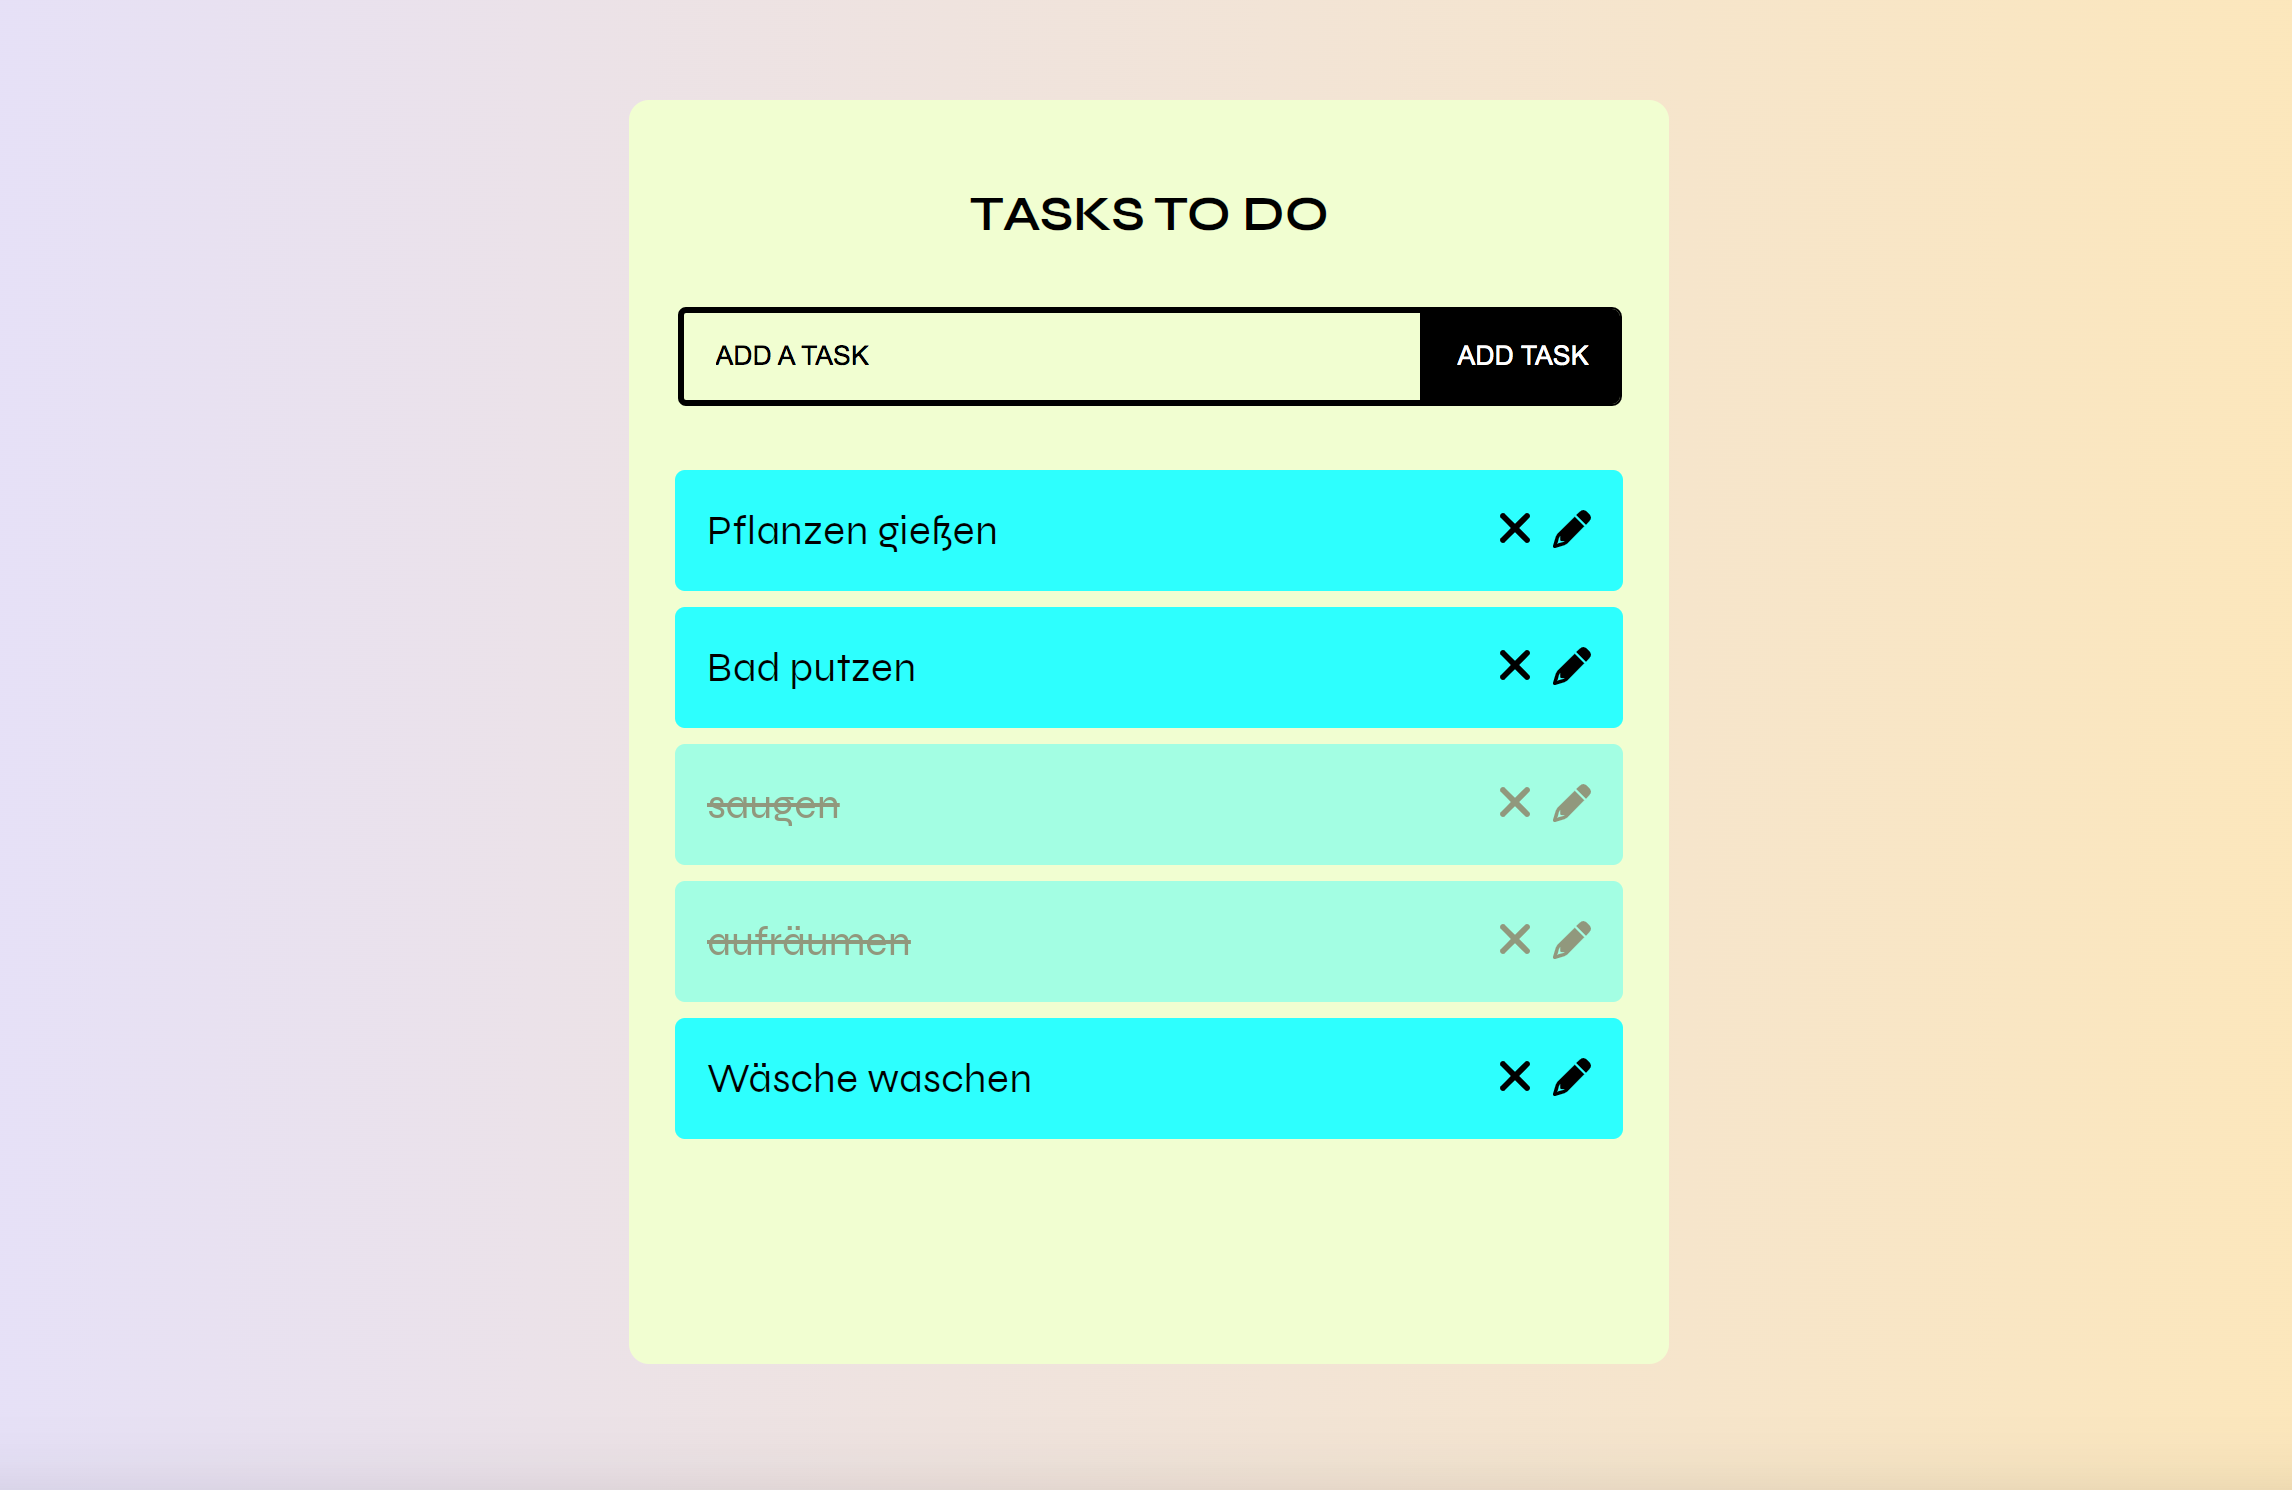 TASKS TO DO
ADD A TASK
ADD TASK
Pflanzen gießen
Bad putzen
saugen
aufräumen
Wäsche waschen